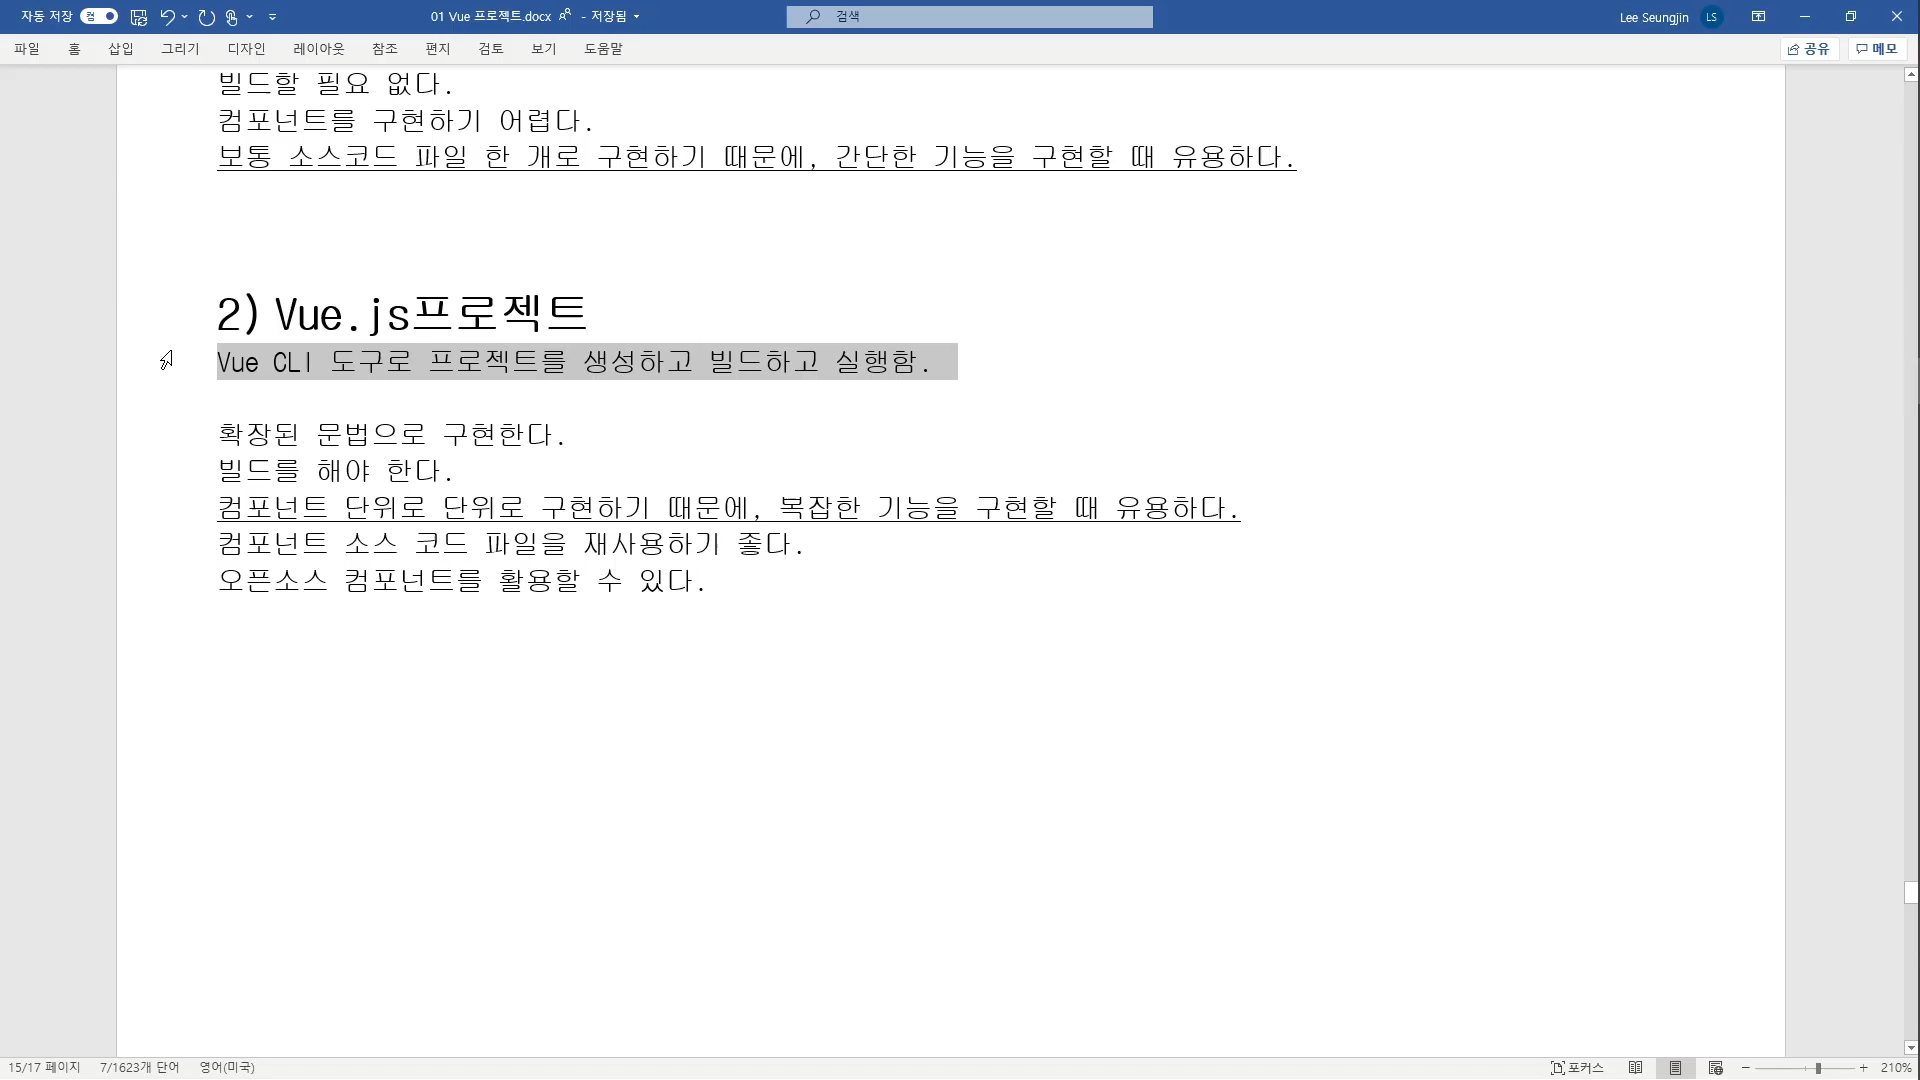 자동 저장 컴 01 Vue 프로젝트.docx - 저장됨 검색 Lee Seungjin LS
파일 홈 삽입 그리기 디자인 레이아웃 참조 편지 검토 보기 도움말 공유 메모
빌드할 필요 없다.
컴포넌트를 구현하기 어렵다.
보통 소스코드 파일 한 개로 구현하기 때문에, 간단한 기능을 구현할 때 유용하다.
2) Vue.js프로젝트
Vue CLI 도구로 프로젝트를 생성하고 빌드하고 실행함.
확장된 문법으로 구현한다.
빌드를 해야 한다.
컴포넌트 단위로 단위로 구현하기 때문에, 복잡한 기능을 구현할 때 유용하다.
컴포넌트 소스 코드 파일을 재사용하기 좋다.
오픈소스 컴포넌트를 활용할 수 있다.
15/17 페이지 7/1623개 단어 영어(미국) 포커스 210%